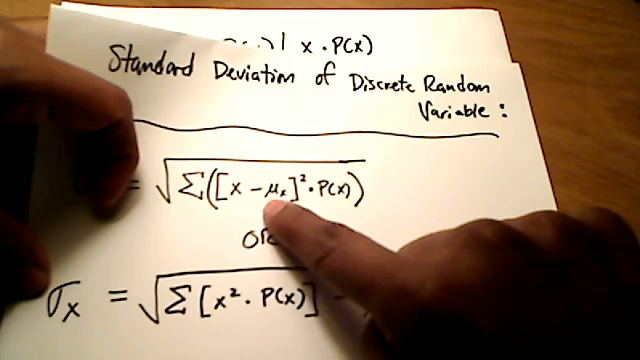 x · P(x)
Standard Deviation of Discrete Random
Variable :
= √Σ([x - μₓ]² · P(x))
or
σₓ = √Σ[x² · P(x)] -